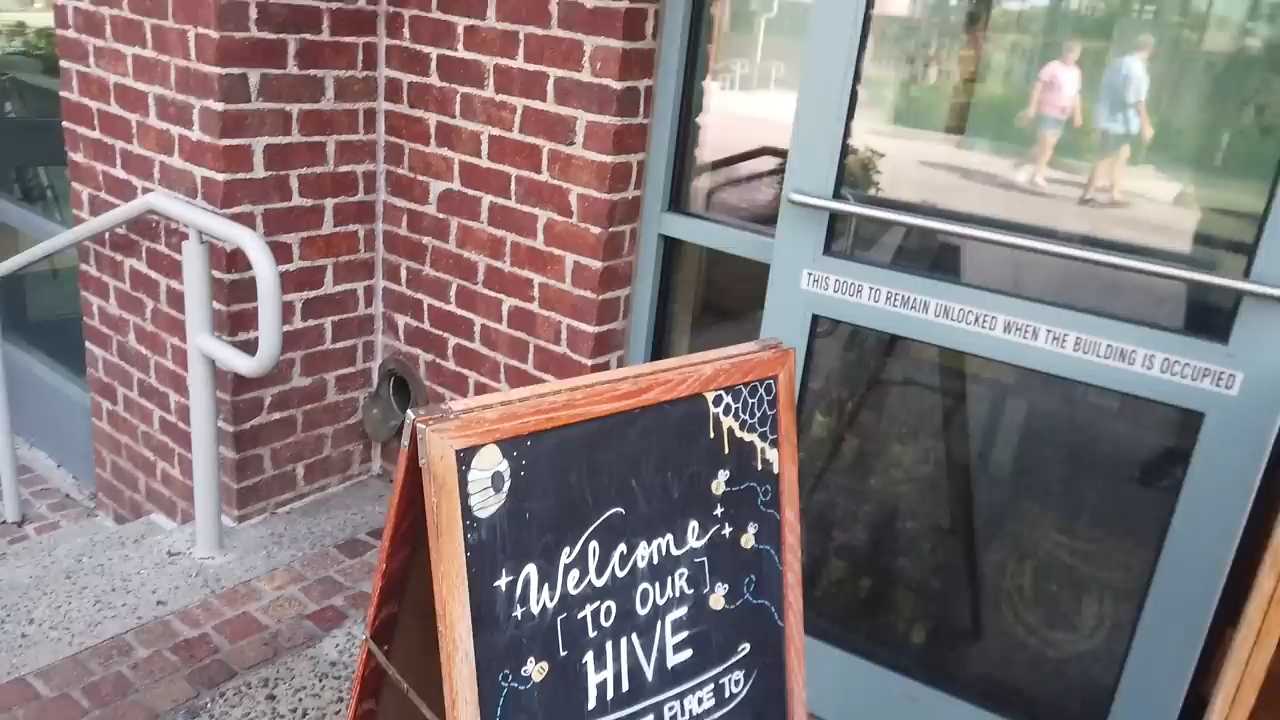 THIS DOOR TO REMAIN UNLOCKED WHEN THE BUILDING IS OCCUPIED
Welcome
[TO OUR]
HIVE
PLACE TO